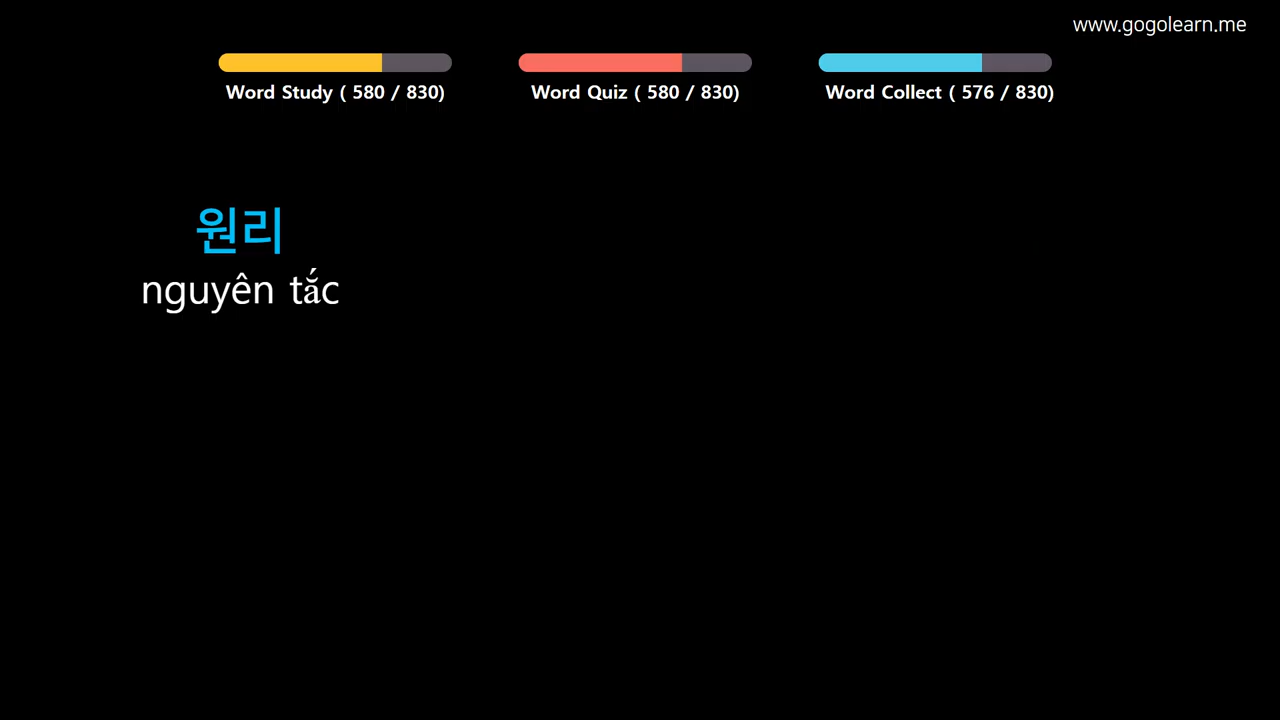 www.gogolearn.me
Word Study ( 580 / 830)
Word Quiz ( 580 / 830)
Word Collect ( 576 / 830)
원리
nguyên tắc